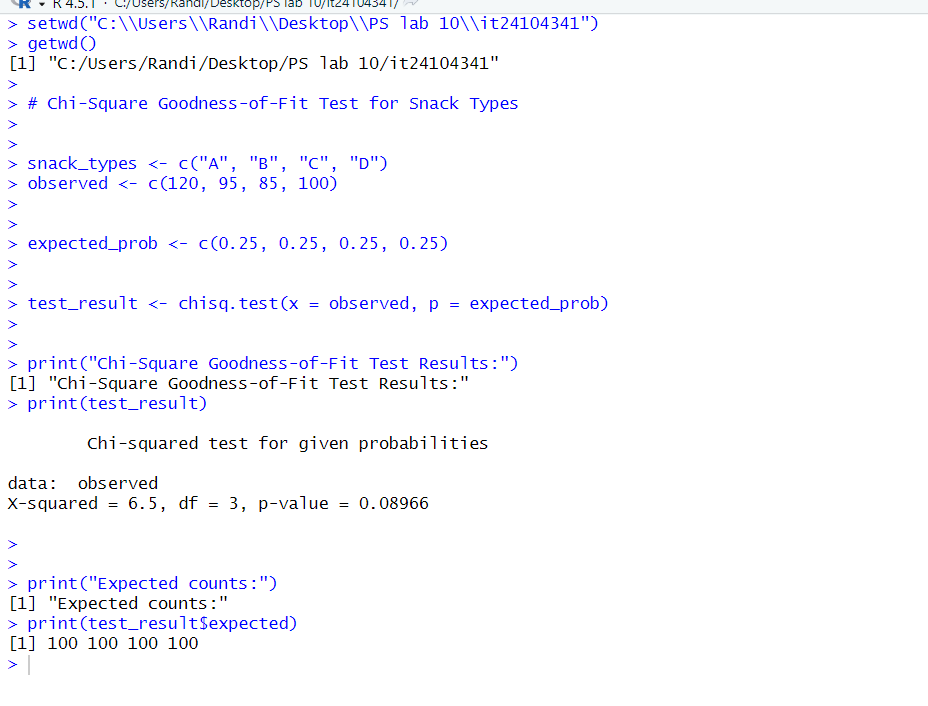 R 4.5.1 · C:/Users/Randi/Desktop/PS lab 10/it24104341/
> setwd("C:\\Users\\Randi\\Desktop\\PS lab 10\\it24104341")
> getwd()
[1] "C:/Users/Randi/Desktop/PS lab 10/it24104341"
>
> # Chi-Square Goodness-of-Fit Test for Snack Types
>
>
> snack_types <- c("A", "B", "C", "D")
> observed <- c(120, 95, 85, 100)
>
>
> expected_prob <- c(0.25, 0.25, 0.25, 0.25)
>
>
> test_result <- chisq.test(x = observed, p = expected_prob)
>
>
> print("Chi-Square Goodness-of-Fit Test Results:")
[1] "Chi-Square Goodness-of-Fit Test Results:"
> print(test_result)
Chi-squared test for given probabilities
data:  observed
X-squared = 6.5, df = 3, p-value = 0.08966
>
>
> print("Expected counts:")
[1] "Expected counts:"
> print(test_result$expected)
[1] 100 100 100 100
>